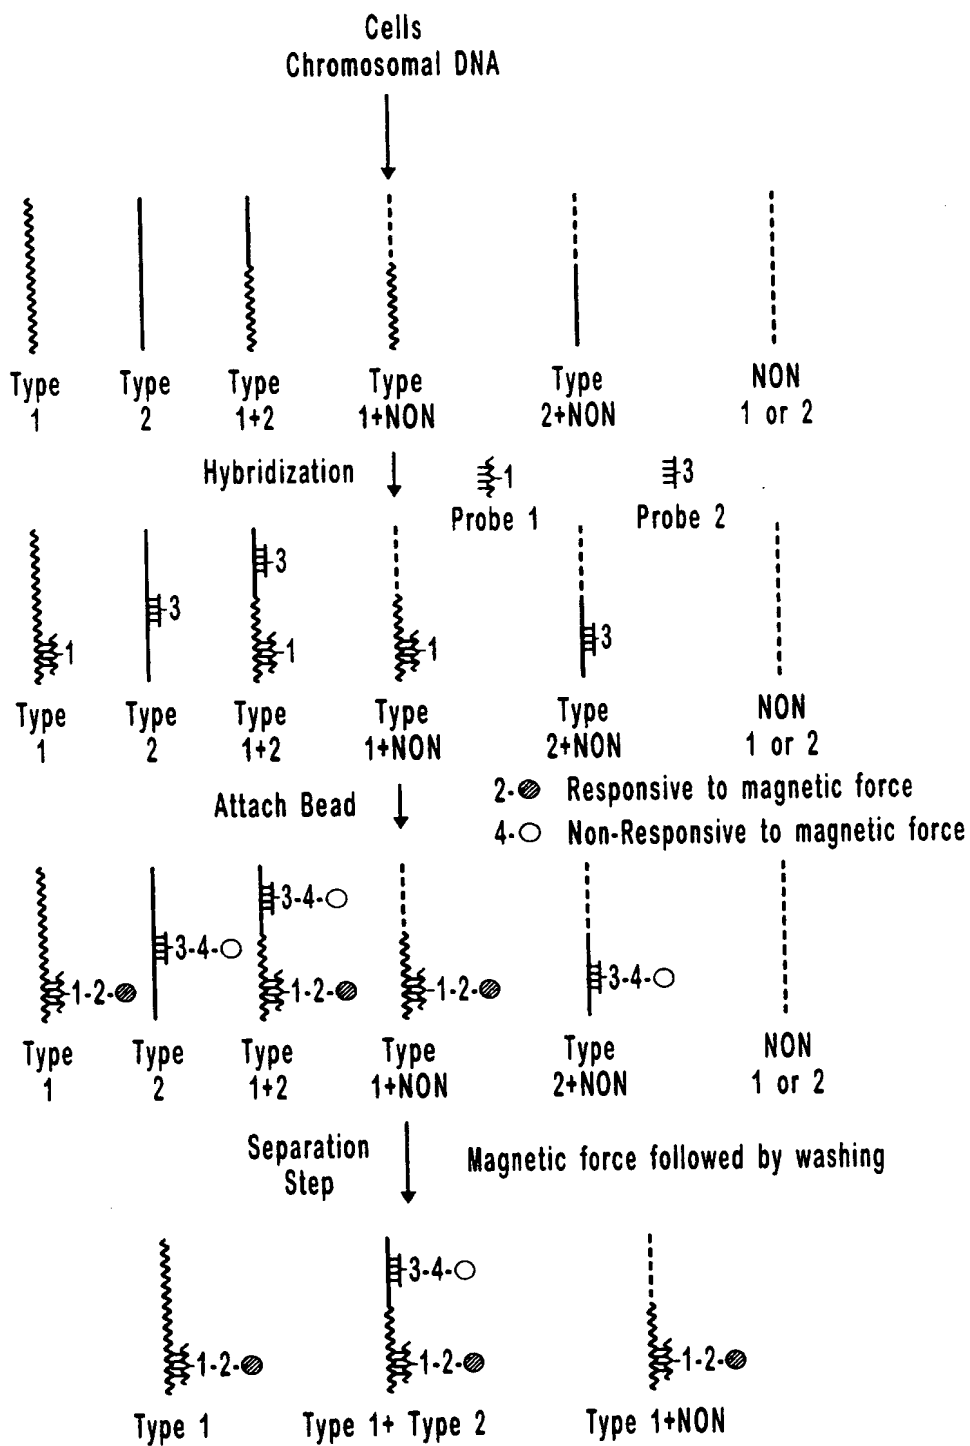 Cells
Chromosomal DNA
Type Type Type Type Type NON
1 2 1+2 1+NON 2+NON 1 or 2
Hybridization
1 3
Probe 1 Probe 2
3
3 3
1 1 1
Type Type Type Type Type NON
1 2 1+2 1+NON 2+NON 1 or 2
Attach Bead
2- Responsive to magnetic force
4- Non-Responsive to magnetic force
3-4-
3-4- 3-4-
1-2- 1-2- 1-2-
Type Type Type Type Type NON
1 2 1+2 1+NON 2+NON 1 or 2
Separation
Step
Magnetic force followed by washing
3-4-
1-2- 1-2- 1-2-
Type 1 Type 1+ Type 2 Type 1+NON